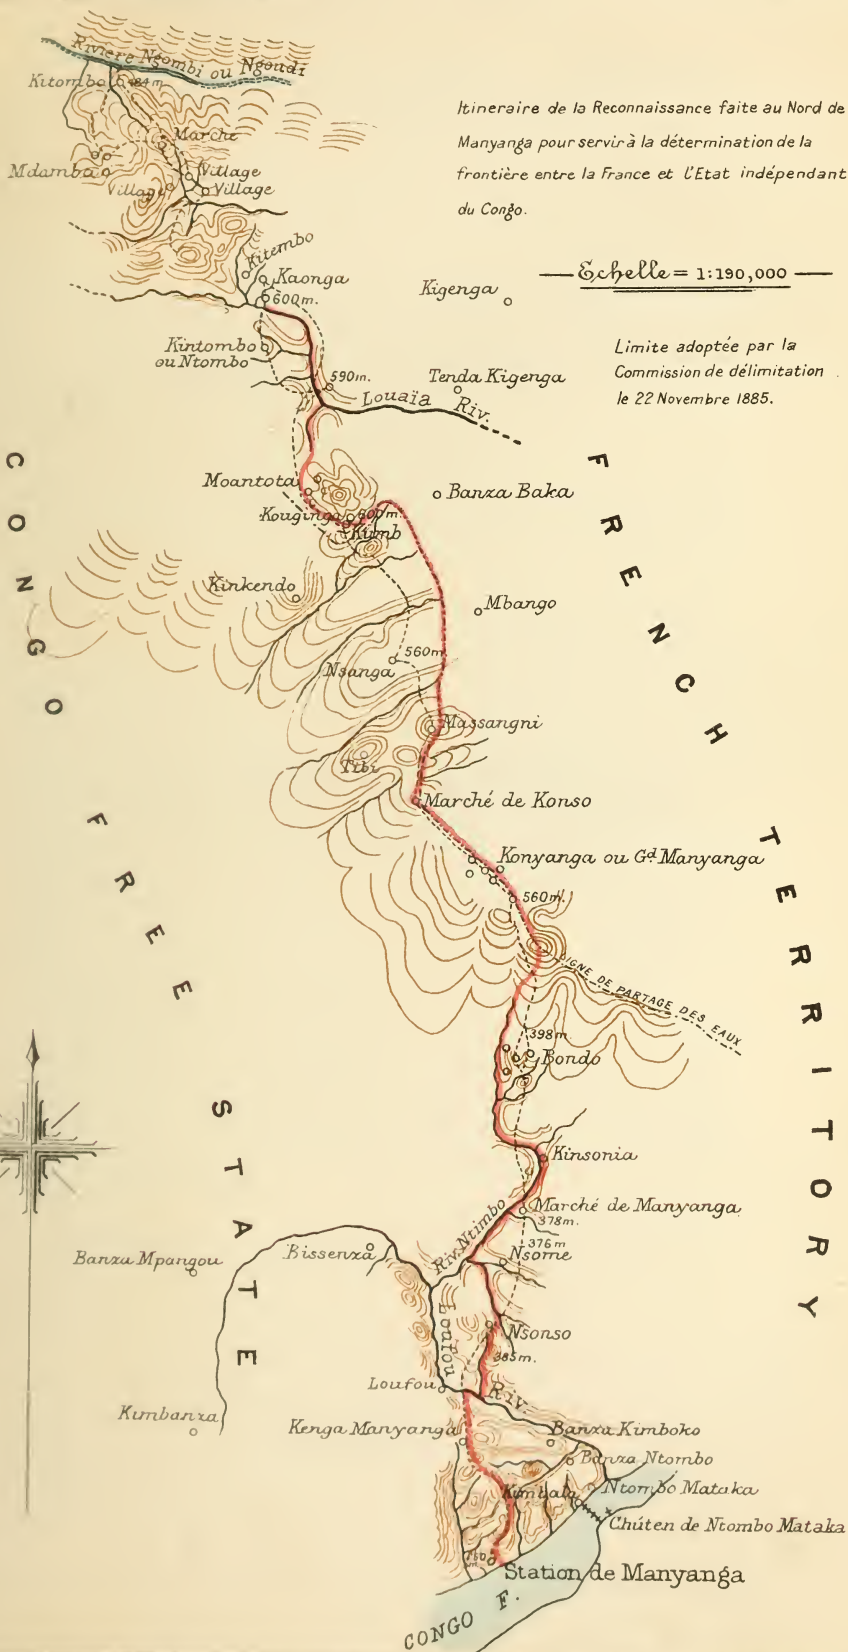 Rivière Ngombi ou Ngoudi
Kitombo
484m.
Marché
Mdamba
Village
Village
Village
Itineraire de la Reconnaissance faite au Nord de
Manyanga pour servir à la détermination de la
frontière entre la France et L'Etat indépendant
du Congo.
Echelle = 1:190,000
Kitembo
Kaonga
600m.
Kigenga
Kintombo
ou Ntombo
Limite adoptée par la
Commission de délimitation
le 22 Novembre 1885.
590m.
Tenda Kigenga
Louaïa Riv.
CONGO FREE STATE
FRENCH TERRITORY
Moantota
Banza Baka
Kouginga
600m.
Kumb
Kinkendo
Mbango
560m.
Nsanga
Massangni
Tibi
Marché de Konso
Konyanga ou Gd Manyanga
560m.
LIGNE DE PARTAGE DES EAUX
398m.
Bondo
Kinsonia
Marché de Manyanga
378m.
Riv. Ntimbo
376m
Nsome
Banza Mpangou
Bissenza
Loufou
Nsonso
385m.
Loufou
Riv.
Kimbanza
Kenga Manyanga
Banza Kimboko
Banza Ntombo
Kimbala
Ntombo Mataka
Chúten de Ntombo Mataka
Station de Manyanga
CONGO F.